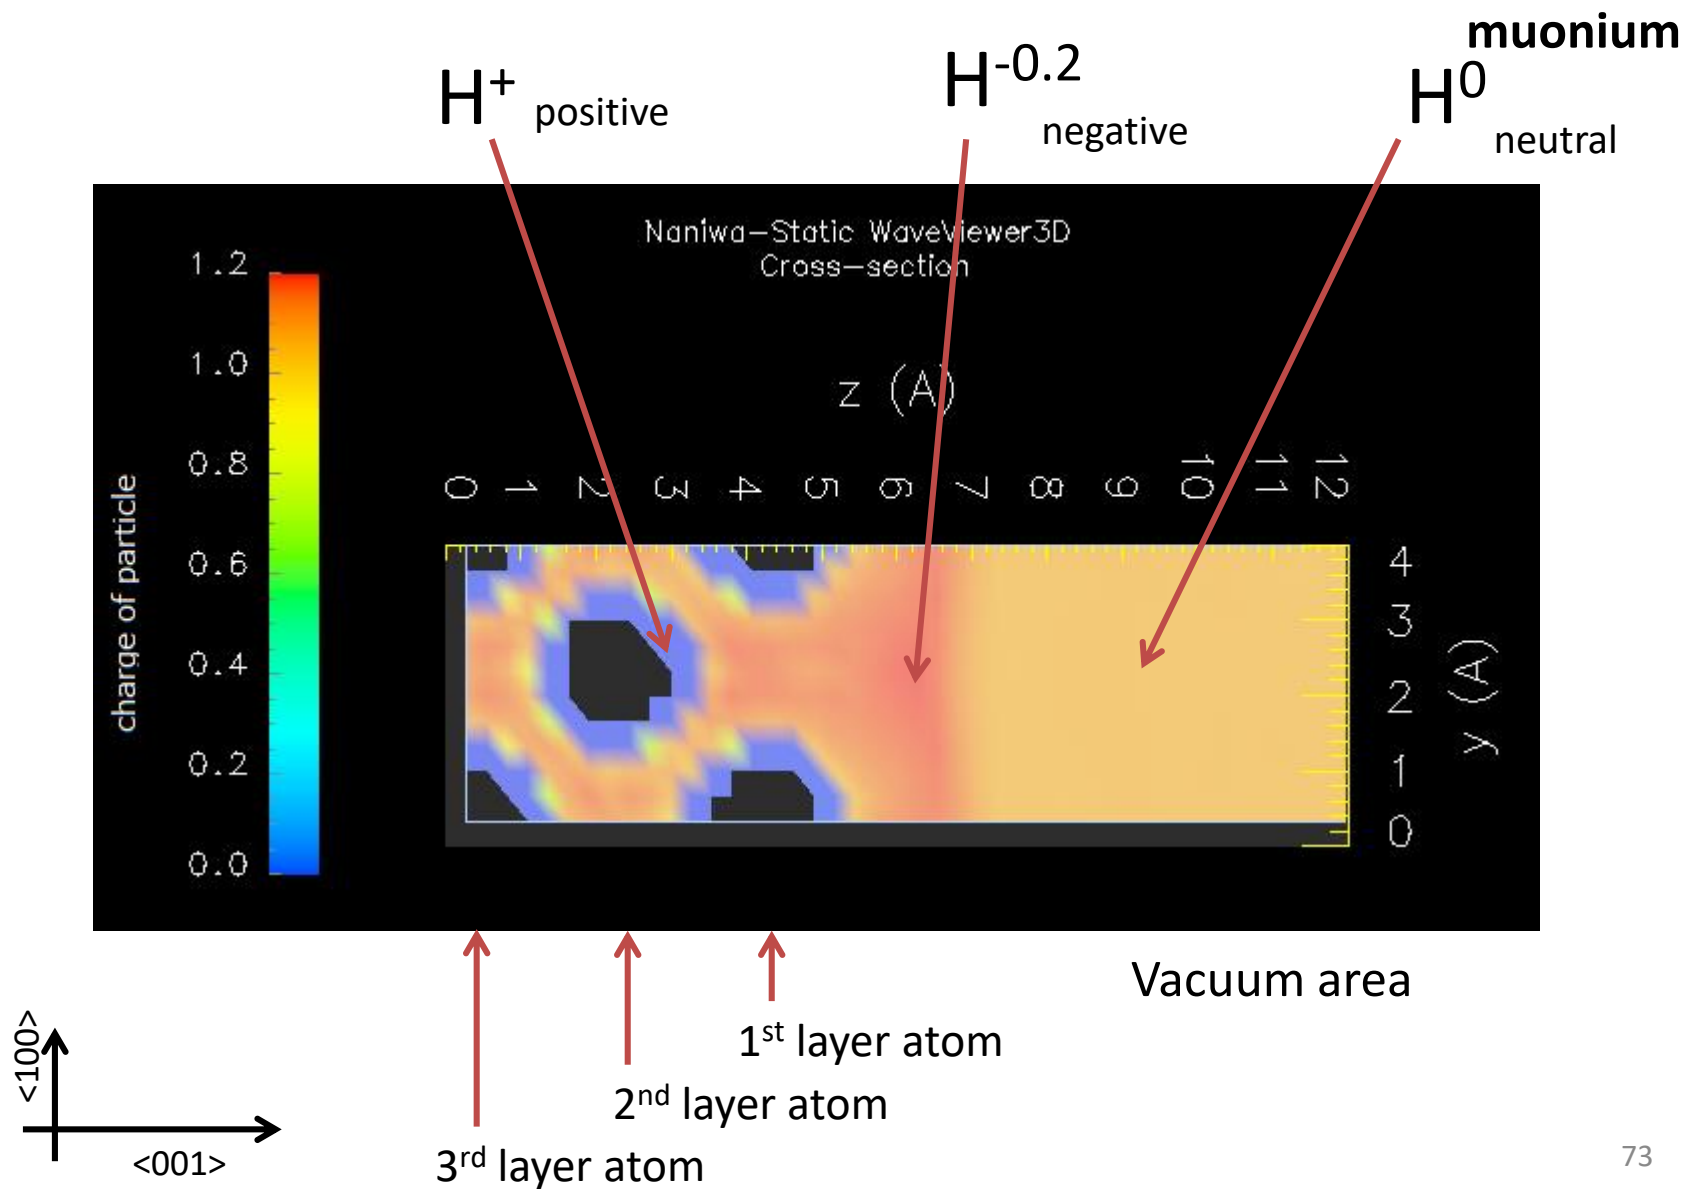 muonium
H+ positive
H-0.2 negative
H0 neutral
Naniwa-Static WaveViewer3D
Cross-section
z (A)
0 1 2 3 4 5 6 7 8 9 10 11 12
1.2
1.0
0.8
0.6
0.4
0.2
0.0
charge of particle
4
3
2
1
0
y (A)
Vacuum area
1st layer atom
2nd layer atom
3rd layer atom
<100>
<001>
73